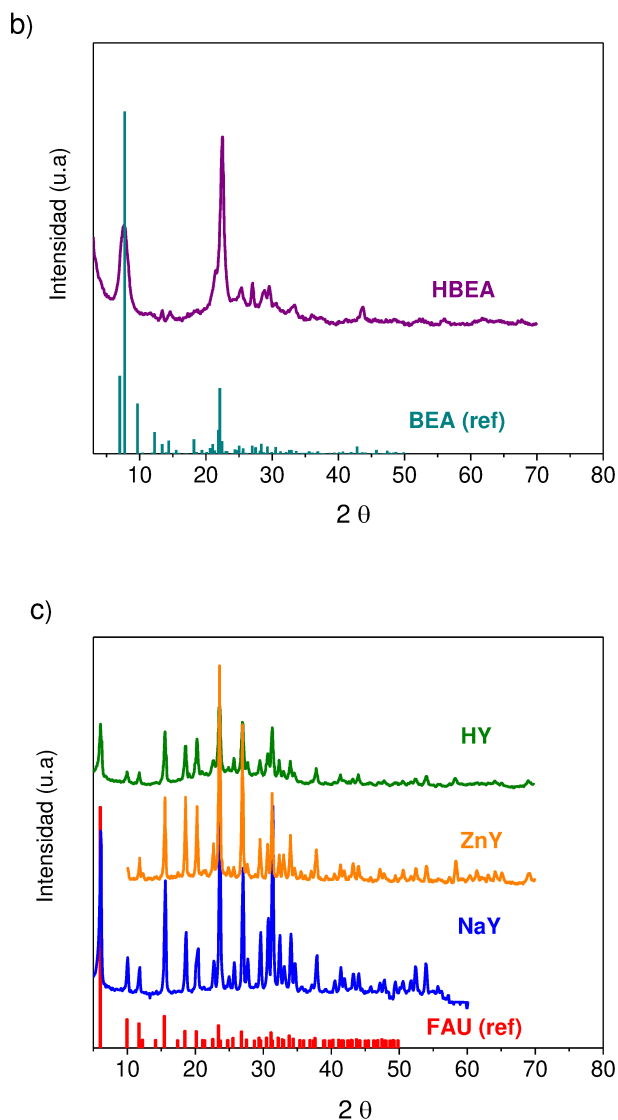 b)
Intensidad (u.a)
HBEA
BEA (ref)
10 20 30 40 50 60 70 80
2 θ
c)
Intensidad (u.a)
HY
ZnY
NaY
FAU (ref)
10 20 30 40 50 60 70 80
2 θ